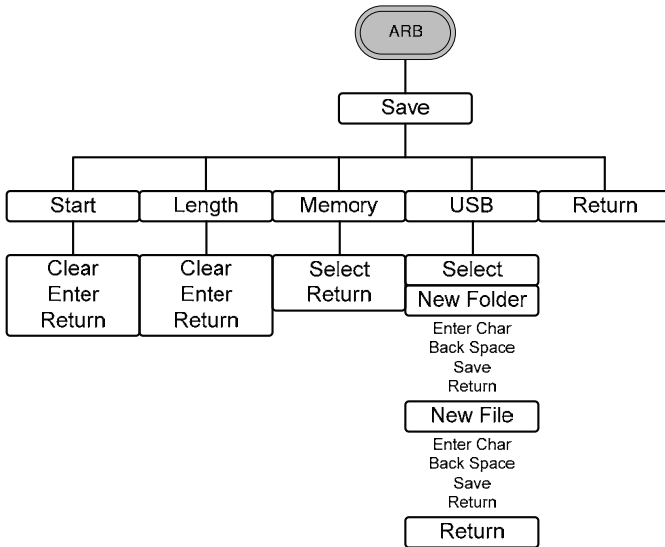 ARB
Save
Start
Length
Memory
USB
Return
Clear
Enter
Return
Clear
Enter
Return
Select
Return
Select
New Folder
Enter Char
Back Space
Save
Return
New File
Enter Char
Back Space
Save
Return
Return